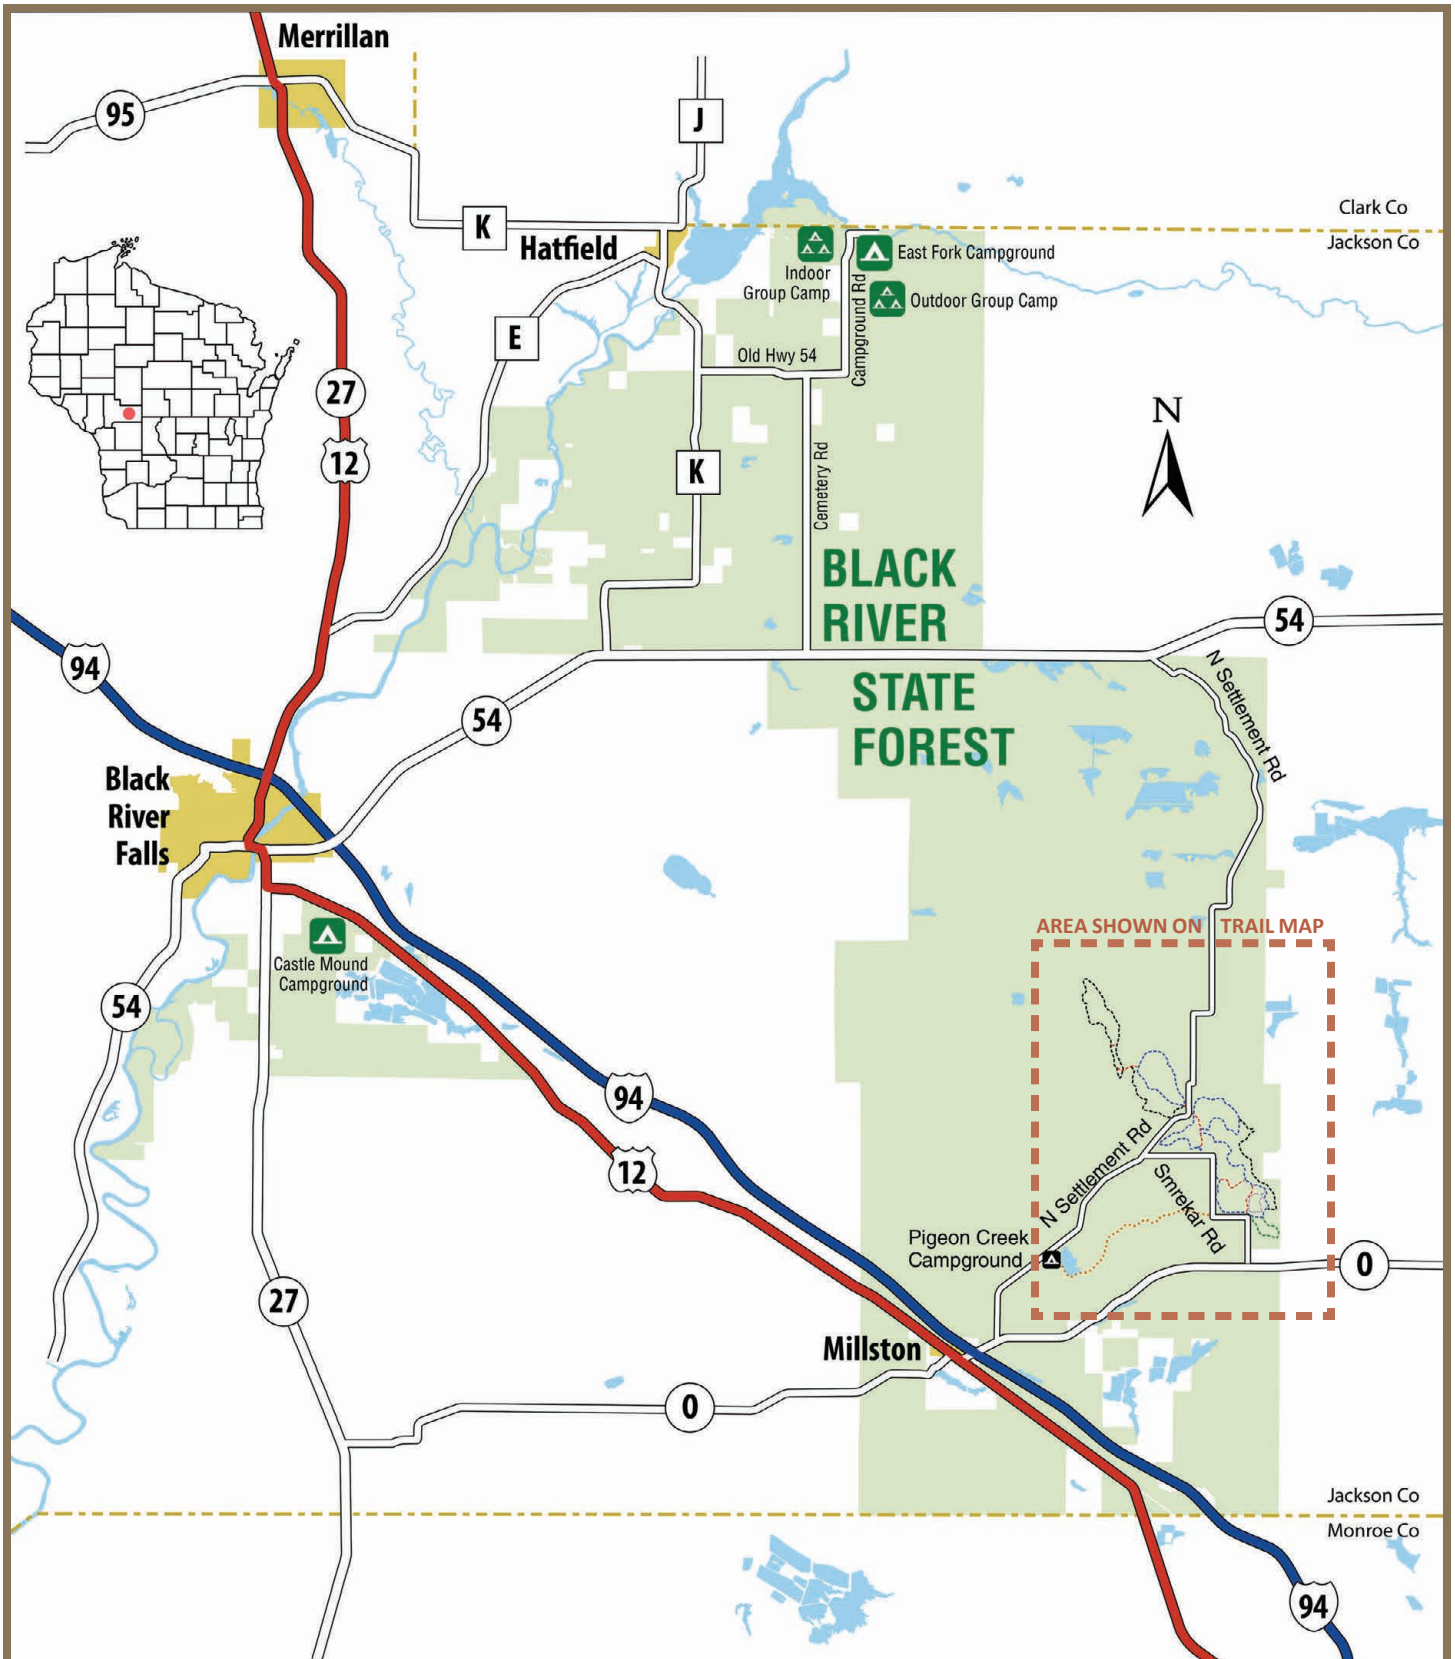 Merrillan
95
J
Clark Co
K
Hatfield
Jackson Co
East Fork Campground
Indoor
Group Camp
Outdoor Group Camp
Campground Rd
E
Old Hwy 54
27
N
12
K
Cemetery Rd
BLACK
RIVER
54
94
STATE
FOREST
N Settlement Rd
54
Black
River
Falls
AREA SHOWN ON TRAIL MAP
Castle Mound
Campground
54
94
12
N Settlement Rd
Smrekar Rd
Pigeon Creek
Campground
0
27
Millston
0
Jackson Co
Monroe Co
94